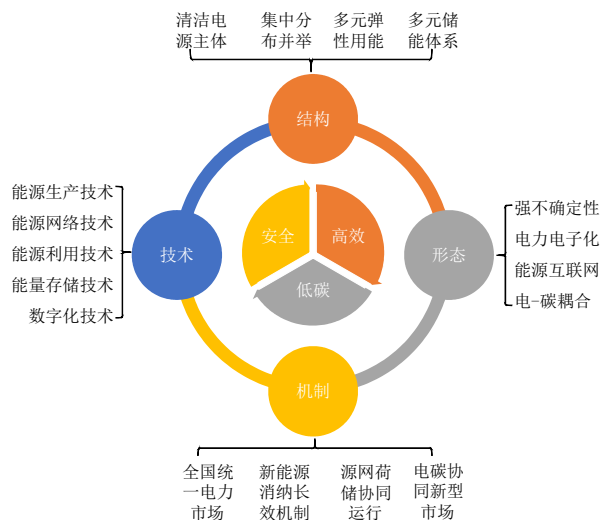 清洁电
源主体
集中分
布并举
多元弹
性用能
多元储
能体系
结构
能源生产技术
能源网络技术
能源利用技术
能量存储技术
数字化技术
技术
安全
高效
低碳
形态
强不确定性
电力电子化
能源互联网
电-碳耦合
机制
全国统
一电力
市场
新能源
消纳长
效机制
源网荷
储协同
运行
电碳协
同新型
市场